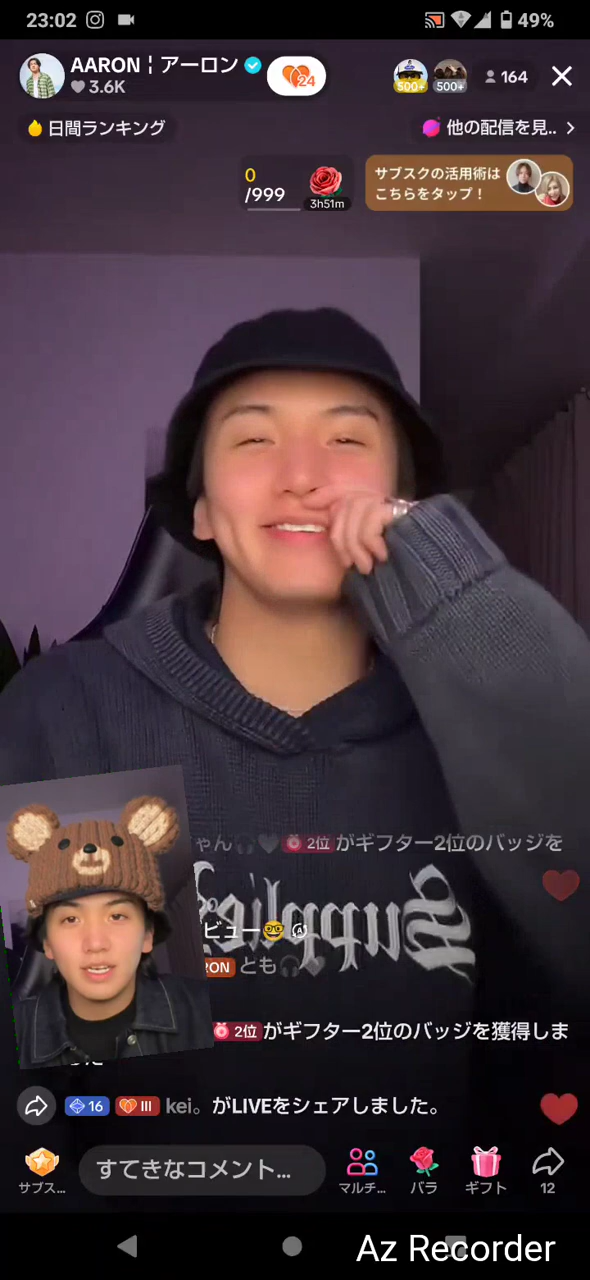 23:02
49%
AARON ¦ アーロン
3.6K
24
500+
500+
164
日間ランキング
他の配信を見..
0
/999
3h51m
サブスクの活用術は
こちらをタップ！
2位がギフター2位のバッジを
ビュー
RON とも
2位がギフター2位のバッジを獲得しま
16 III kei。がLIVEをシェアしました。
サブス...
すてきなコメント...
マルチ...
バラ
ギフト
12
Az Recorder